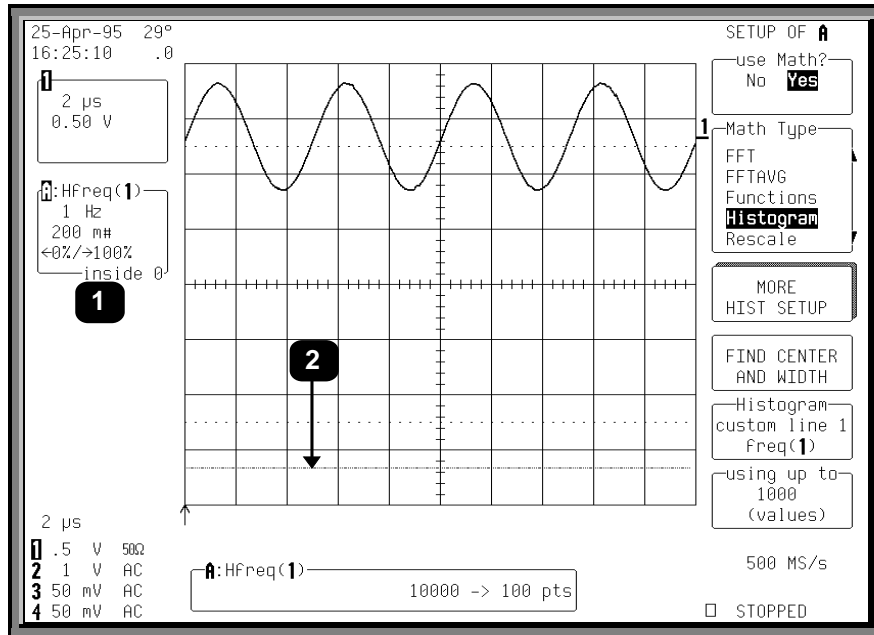 25-Apr-95 29°
16:25:10 .0
1
2 µs
0.50 V
A:Hfreq(1)
1 Hz
200 m#
←0%/→100%
inside 0
1
2
1
2 µs
1 .5 V 50Ω
2 1 V AC
3 50 mV AC
4 50 mV AC
A:Hfreq(1)
10000 -> 100 pts
SETUP OF A
use Math?
No Yes
Math Type
FFT
FFTAVG
Functions
Histogram
Rescale
MORE
HIST SETUP
FIND CENTER
AND WIDTH
Histogram
custom line 1
freq(1)
using up to
1000
(values)
500 MS/s
STOPPED